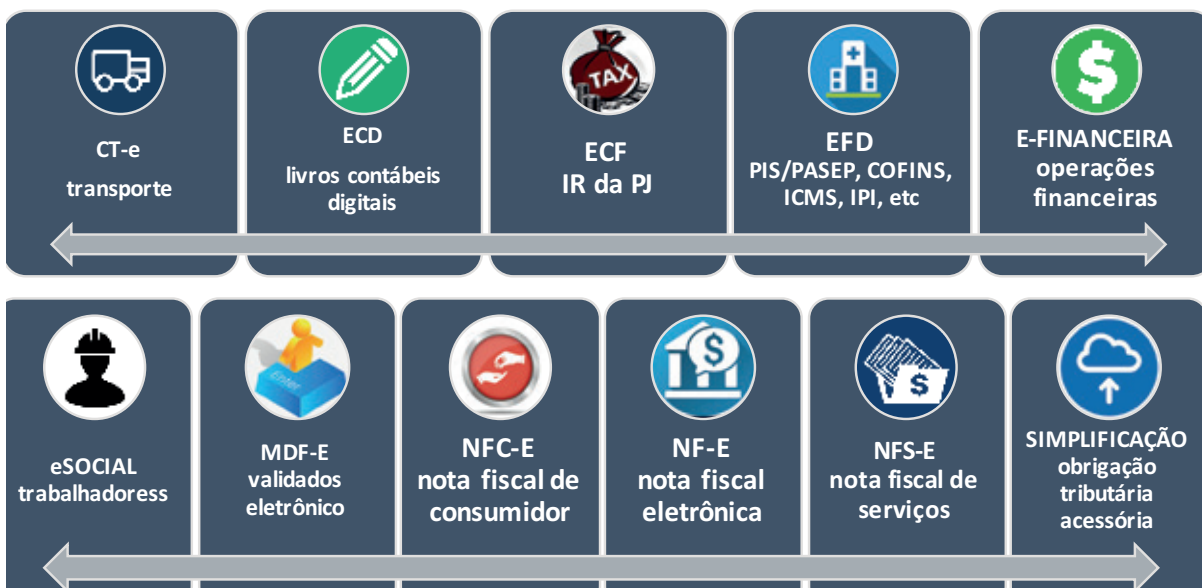 CT-e
transporte
ECD
livros contábeis
digitais
TAX
ECF
IR da PJ
EFD
PIS/PASEP, COFINS,
ICMS, IPI, etc
$
E-FINANCEIRA
operações
financeiras
eSOCIAL
trabalhadoress
Enter
MDF-E
validados
eletrônico
NFC-E
nota fiscal de
consumidor
$
NF-E
nota fiscal
eletrônica
$
NFS-E
nota fiscal de
serviços
SIMPLIFICAÇÃO
obrigação
tributária
acessória